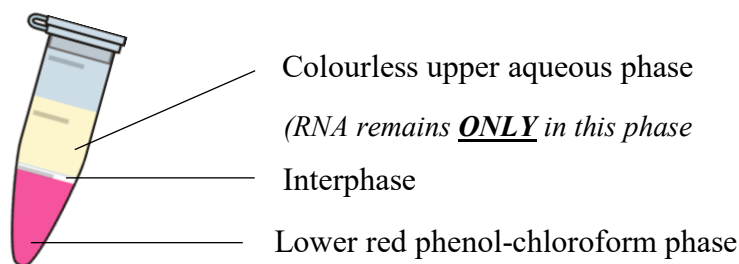 Colourless upper aqueous phase
(RNA remains ONLY in this phase
Interphase
Lower red phenol-chloroform phase